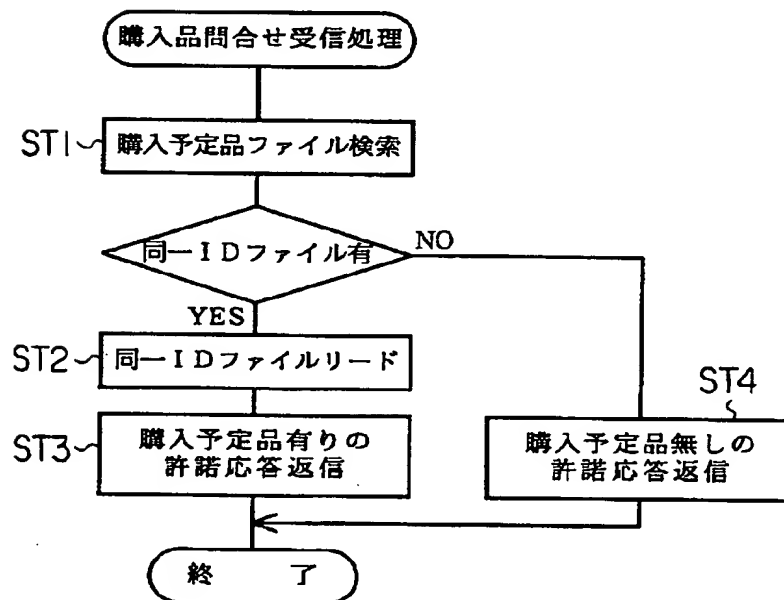 購入品問合せ受信処理
ST1
購入予定品ファイル検索
同一IDファイル有
NO
YES
ST2
同一IDファイルリード
ST3
購入予定品有りの
許諾応答返信
ST4
購入予定品無しの
許諾応答返信
終 了